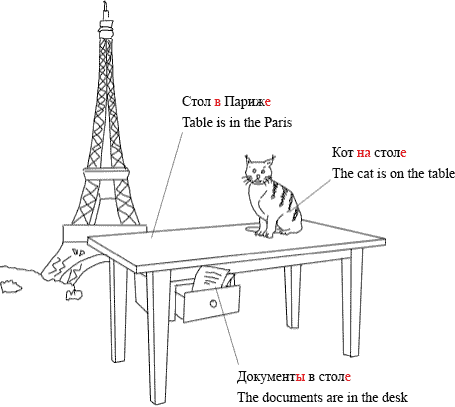 Стол в Париже
Table is in the Paris
Кот на столе
The cat is on the table
Документы в столе
The documents are in the desk